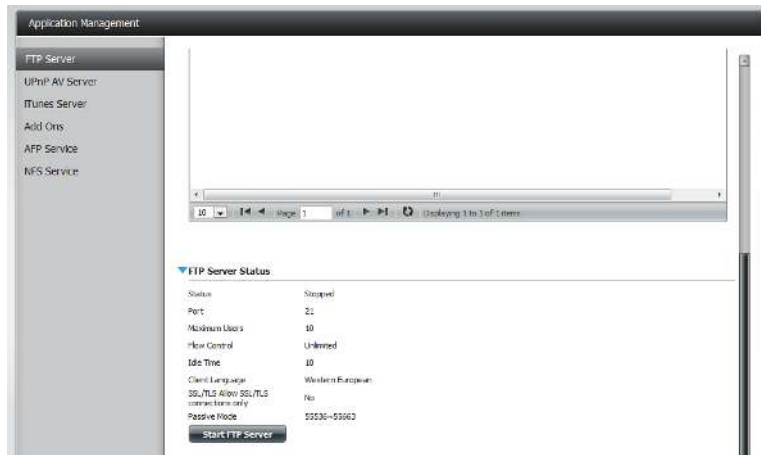 Application Management
FTP Server
UPnP AV Server
iTunes Server
Add Ons
AFP Service
NFS Service
10 Page 1 of 1 Displaying 1 to 1 of 1 items
FTP Server Status
Status Stopped
Port 21
Maximum Users 10
Flow Control Unlimited
Idle Time 10
Client Language Western European
SSL/TLS Allow SSL/TLS
connections only No
Passive Mode 55536~55663
Start FTP Server